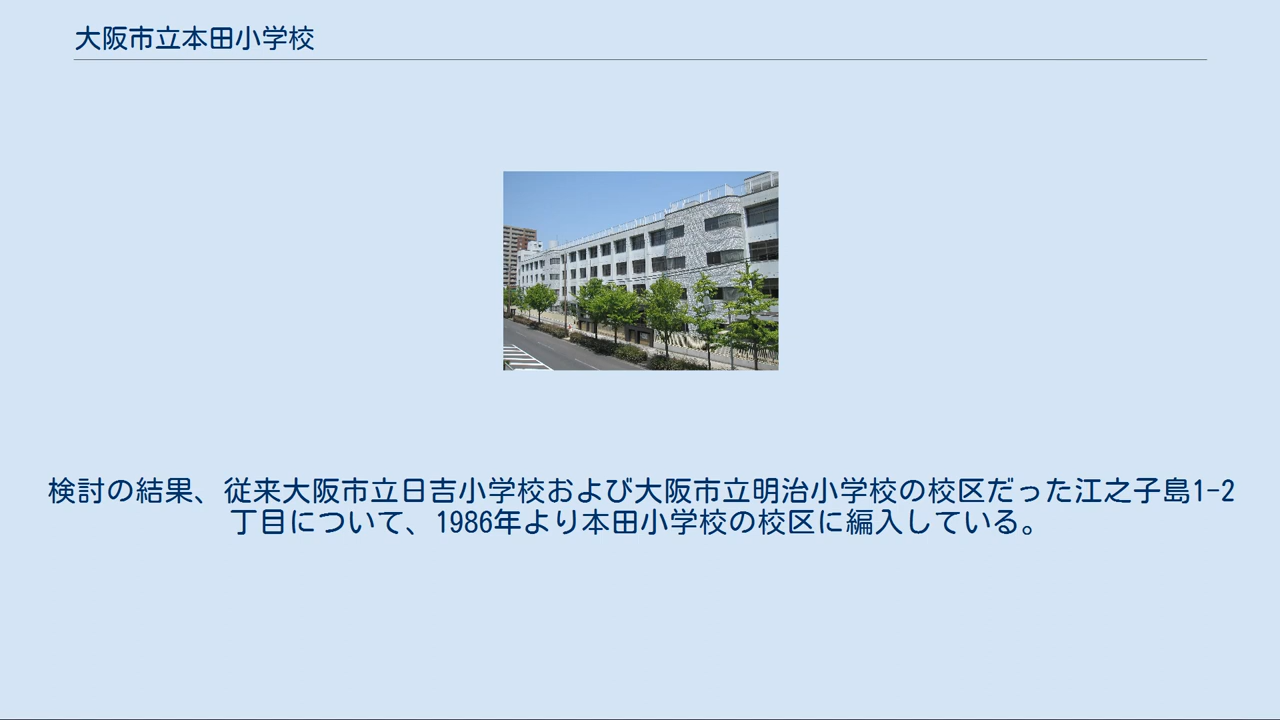 大阪市立本田小学校
検討の結果、従来大阪市立日吉小学校および大阪市立明治小学校の校区だった江之子島1-2
丁目について、1986年より本田小学校の校区に編入している。